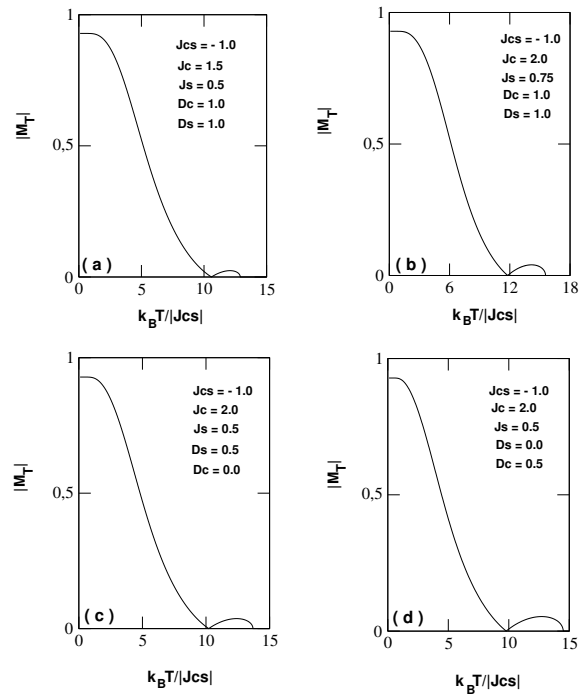 1
Jcs = - 1.0
Jc = 1.5
Js = 0.5
Dc = 1.0
Ds = 1.0
|M_T|
0,5
0
( a )
0 5 10 15
k_B T/|Jcs|
1
Jcs = - 1.0
Jc = 2.0
Js = 0.75
Dc = 1.0
Ds = 1.0
|M_T|
0,5
0
( b )
0 6 12 18
k_B T/|Jcs|
1
Jcs = - 1.0
Jc = 2.0
Js = 0.5
Ds = 0.5
Dc = 0.0
|M_T|
0,5
0
( c )
0 5 10 15
k_B T/|Jcs|
1
Jcs = - 1.0
Jc = 2.0
Js = 0.5
Ds = 0.0
Dc = 0.5
|M_T|
0,5
0
( d )
0 5 10 15
k_B T/|Jcs|